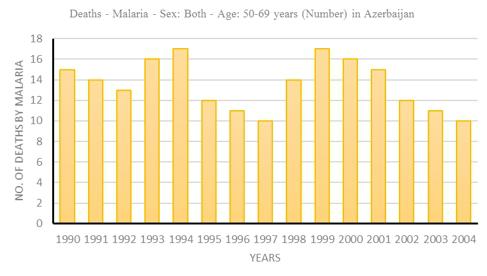 Deaths - Malaria - Sex: Both - Age: 50-69 years (Number) in Azerbaijan
NO. OF DEATHS BY MALARIA
18
16
14
12
10
8
6
4
2
0
1990 1991 1992 1993 1994 1995 1996 1997 1998 1999 2000 2001 2002 2003 2004
YEARS